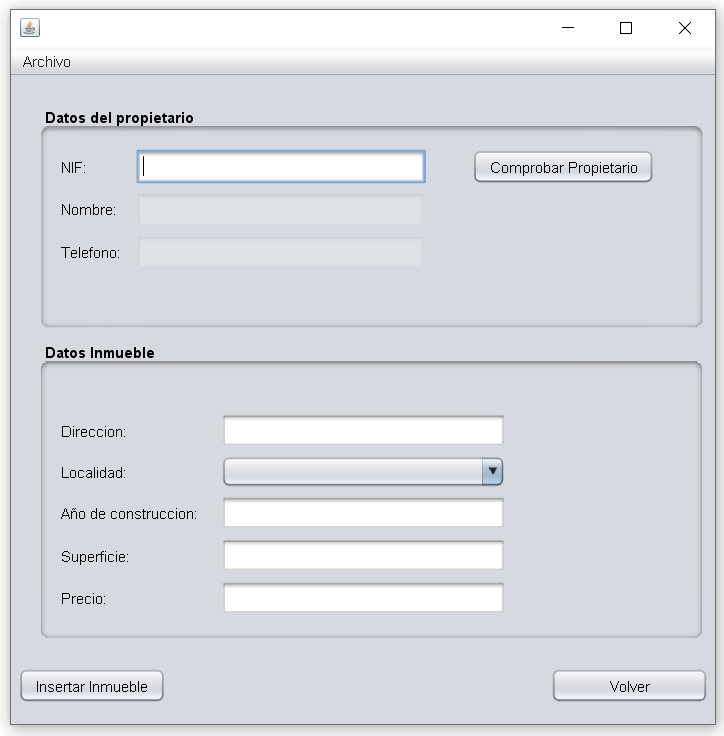 Archivo
Datos del propietario
NIF:
Comprobar Propietario
Nombre:
Telefono:
Datos Inmueble
Direccion:
Localidad:
Año de construccion:
Superficie:
Precio:
Insertar Inmueble
Volver